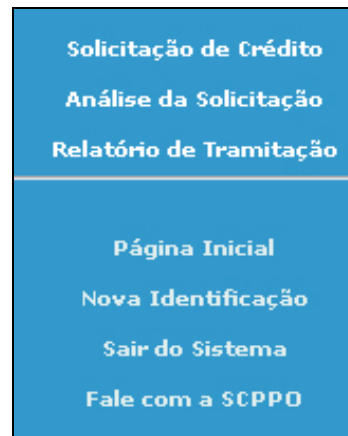 Solicitação de Crédito
Análise da Solicitação
Relatório de Tramitação
Página Inicial
Nova Identificação
Sair do Sistema
Fale com a SCPPO